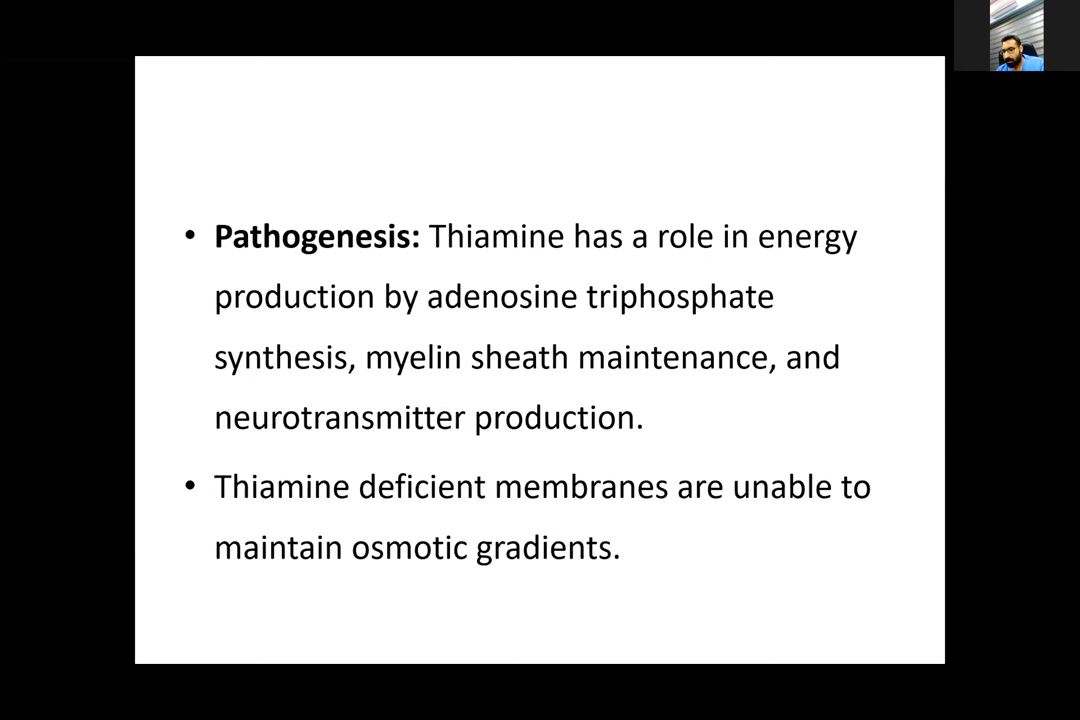 • Pathogenesis: Thiamine has a role in energy
production by adenosine triphosphate
synthesis, myelin sheath maintenance, and
neurotransmitter production.
• Thiamine deficient membranes are unable to
maintain osmotic gradients.